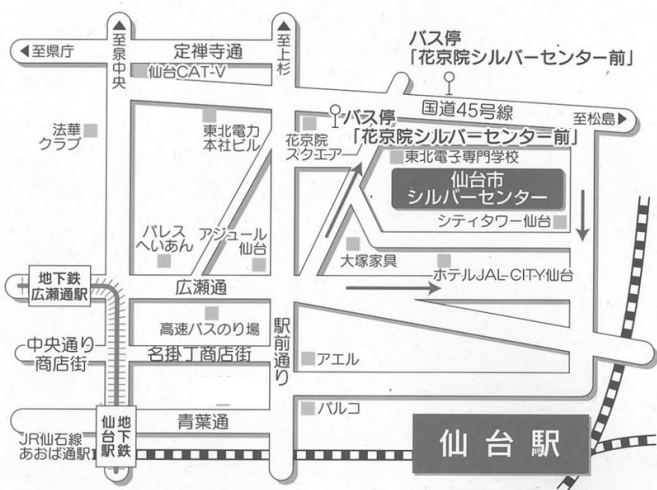 至泉中央
至上杉
至県庁
定禅寺通
仙台CAT-V
バス停
「花京院シルバーセンター前」
国道45号線
至松島
法華
クラブ
東北電力
本社ビル
花京院
スクエア
バス停
「花京院シルバーセンター前」
東北電子専門学校
仙台市
シルバーセンター
シティタワー仙台
パレス
へいあん
アジュール
仙台
大塚家具
ホテルJAL-CITY仙台
地下鉄
広瀬通駅
広瀬通
高速バスのり場
駅前通り
中央通り
商店街
名掛丁商店街
アエル
パルコ
青葉通
地下鉄
仙台駅
JR仙石線
あおば通駅
仙台駅